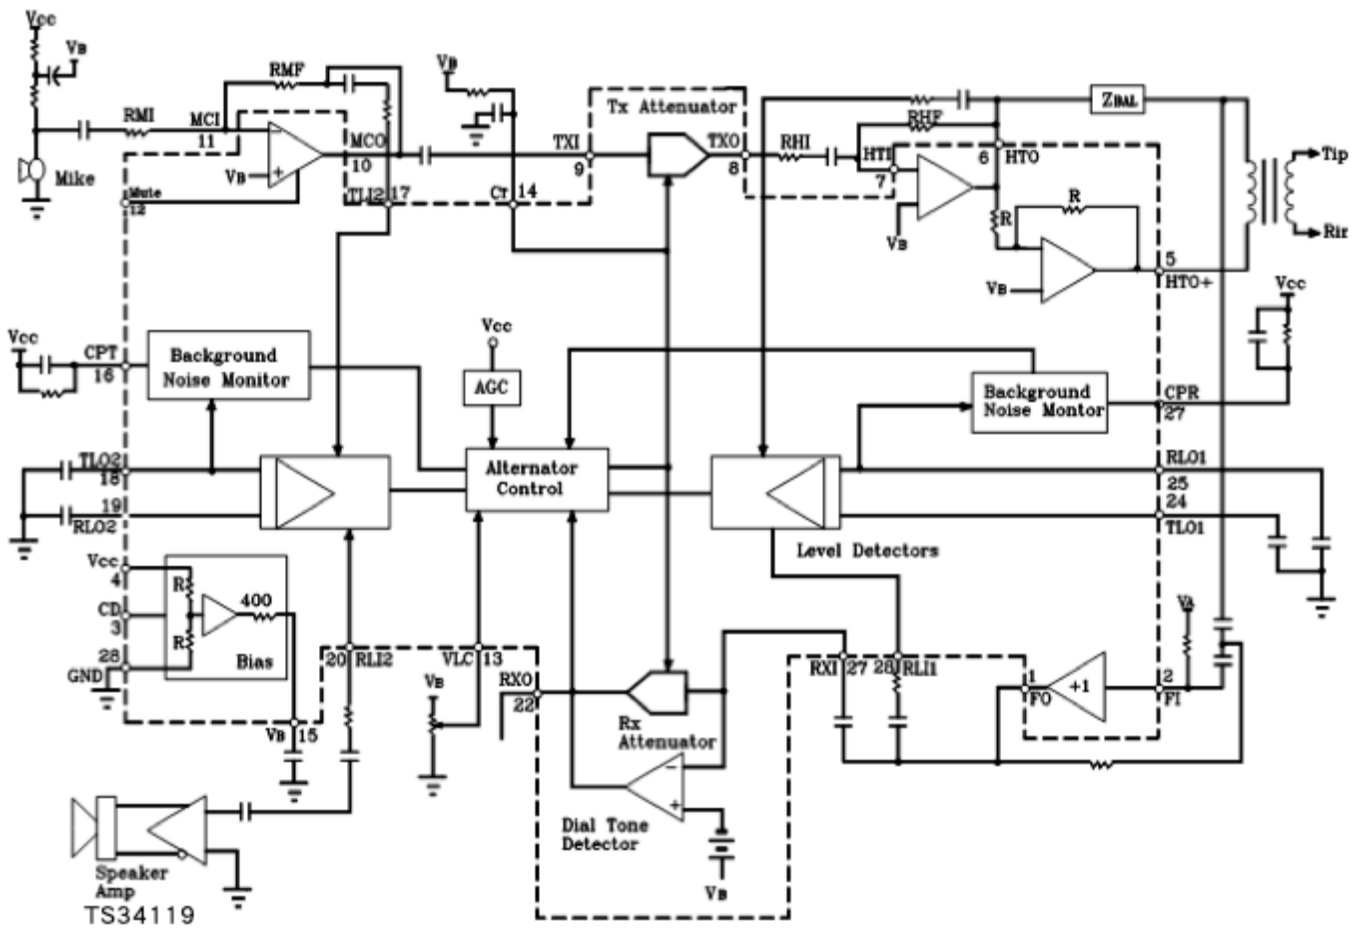 Vcc
VB
RMF
VB
Tx Attenuator
ZBAL
RMI
MCI
11
MCO
10
TXI
9
TXO
8
RHI
RHF
HTI
7
6
HTO
Tip
Mike
VB
Mute
12
TLI2
17
CT
14
VB
R
R
Rir
VB
5
HTO+
Vcc
Vcc
CPT
16
Background
Noise Monitor
Vcc
AGC
Background
Noise Montor
CPR
27
TLO2
18
Alternator
Control
RLO1
25
19
RLO2
24
TLO1
Level Detectors
Vcc
4
R
400
CD
3
R
28
GND
Bias
VA
20
RLI2
VLC
13
RXO
22
RXI
27
28
RLI1
1
FO
+1
2
FI
VB
Rx
Attenuator
VB
15
Dial Tone
Detector
VB
Speaker
Amp
TS34119